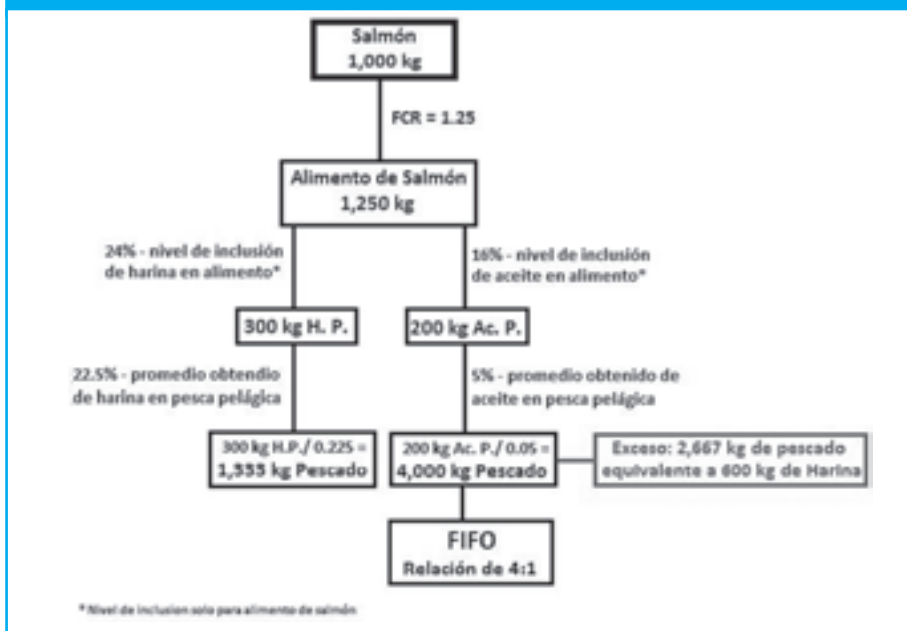 Salmón
1,000 kg
FCR = 1.25
Alimento de Salmón
1,250 kg
24% - nivel de inclusión
de harina en alimento*
16% - nivel de inclusión
de aceite en alimento*
300 kg H. P.
200 kg Ac. P.
22.5% - promedio obtendio
de harina en pesca pelágica
5% - promedio obtenido de
aceite en pesca pelágica
300 kg H.P./ 0.225 =
1,333 kg Pescado
200 kg Ac. P./ 0.05 =
4,000 kg Pescado
Exceso: 2,667 kg de pescado
equivalente a 600 kg de Harina
FIFO
Relación de 4:1
* Nivel de inclusion solo para alimento de salmón